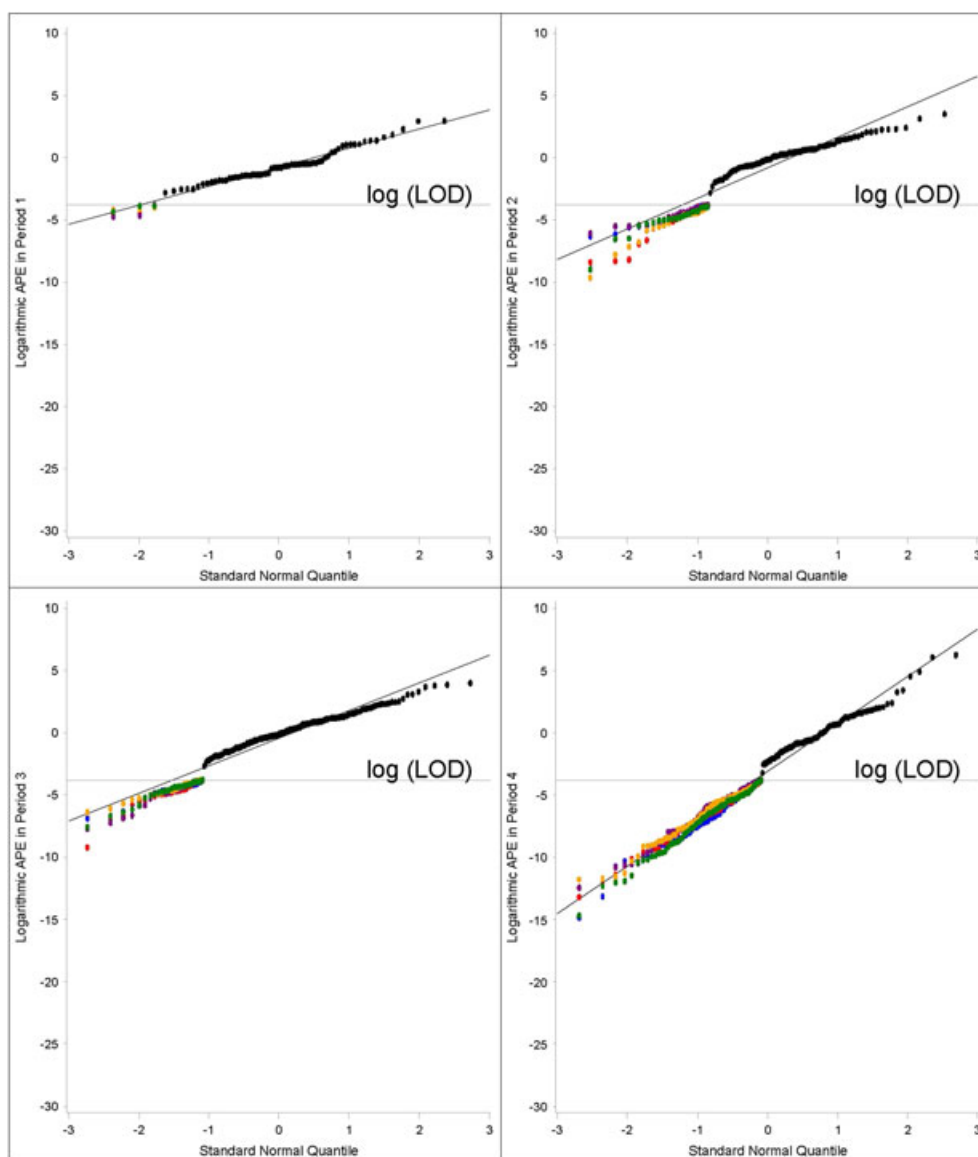 10
5
0
-5
-10
-15
-20
-25
-30
Logarithmic APE in Period 1
log (LOD)
-3 -2 -1 0 1 2 3
Standard Normal Quantile
10
5
0
-5
-10
-15
-20
-25
-30
Logarithmic APE in Period 2
log (LOD)
-3 -2 -1 0 1 2 3
Standard Normal Quantile
10
5
0
-5
-10
-15
-20
-25
-30
Logarithmic APE in Period 3
log (LOD)
-3 -2 -1 0 1 2 3
Standard Normal Quantile
10
5
0
-5
-10
-15
-20
-25
-30
Logarithmic APE in Period 4
log (LOD)
-3 -2 -1 0 1 2 3
Standard Normal Quantile